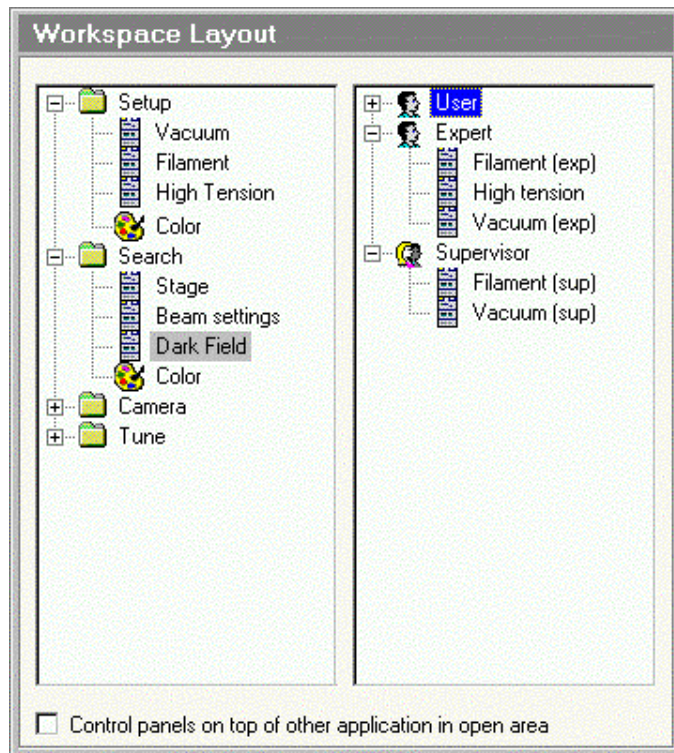 Workspace Layout
Setup
Vacuum
Filament
High Tension
Color
Search
Stage
Beam settings
Dark Field
Color
Camera
Tune
User
Expert
Filament (exp)
High tension
Vacuum (exp)
Supervisor
Filament (sup)
Vacuum (sup)
Control panels on top of other application in open area